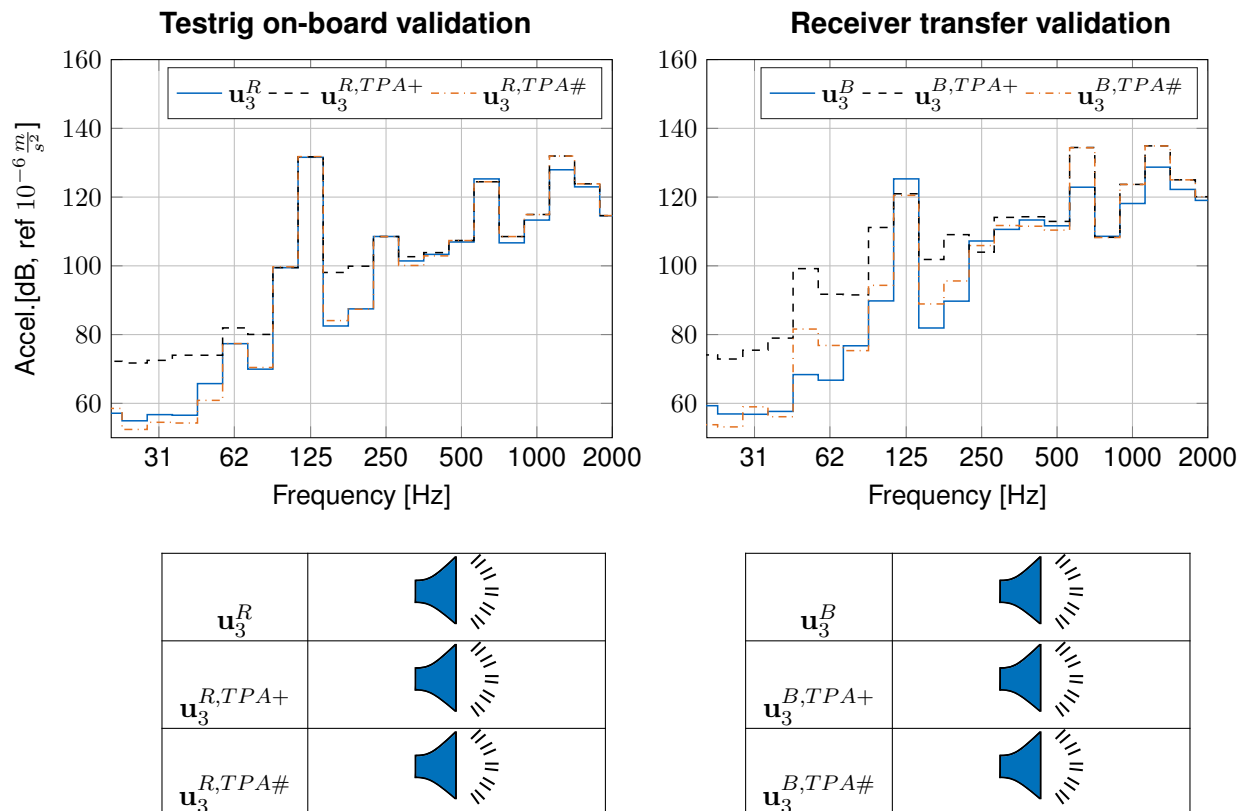 Testrig on-board validation
160
140
120
100
80
60
Accel.[dB, ref 10^{-6} \frac{m}{s^2}]
u_3^R u_3^{R,TPA+} u_3^{R,TPA#}
31 62 125 250 500 1000 2000
Frequency [Hz]
Receiver transfer validation
160
140
120
100
80
60
u_3^B u_3^{B,TPA+} u_3^{B,TPA#}
31 62 125 250 500 1000 2000
Frequency [Hz]
u_3^R
u_3^{R,TPA+}
u_3^{R,TPA#}
u_3^B
u_3^{B,TPA+}
u_3^{B,TPA#}